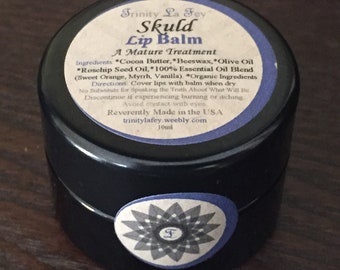 Trinity La Fey
Skuld
Lip Balm
A Mature Treatment
Ingredients *Cocoa Butter, *Beeswax, *Olive Oil
*Rosehip Seed Oil, *100% Essential Oil Blend
(Sweet Orange, Myrrh, Vanilla). *Organic Ingredients
Directions: Cover lips with balm when dry.
No Substitute for Speaking the Truth About What Will Be
Discontinue if experiencing burning or itching.
Avoid contact with eyes.
Reverently Made in the USA
trinitylafey.weebly.com
10ml